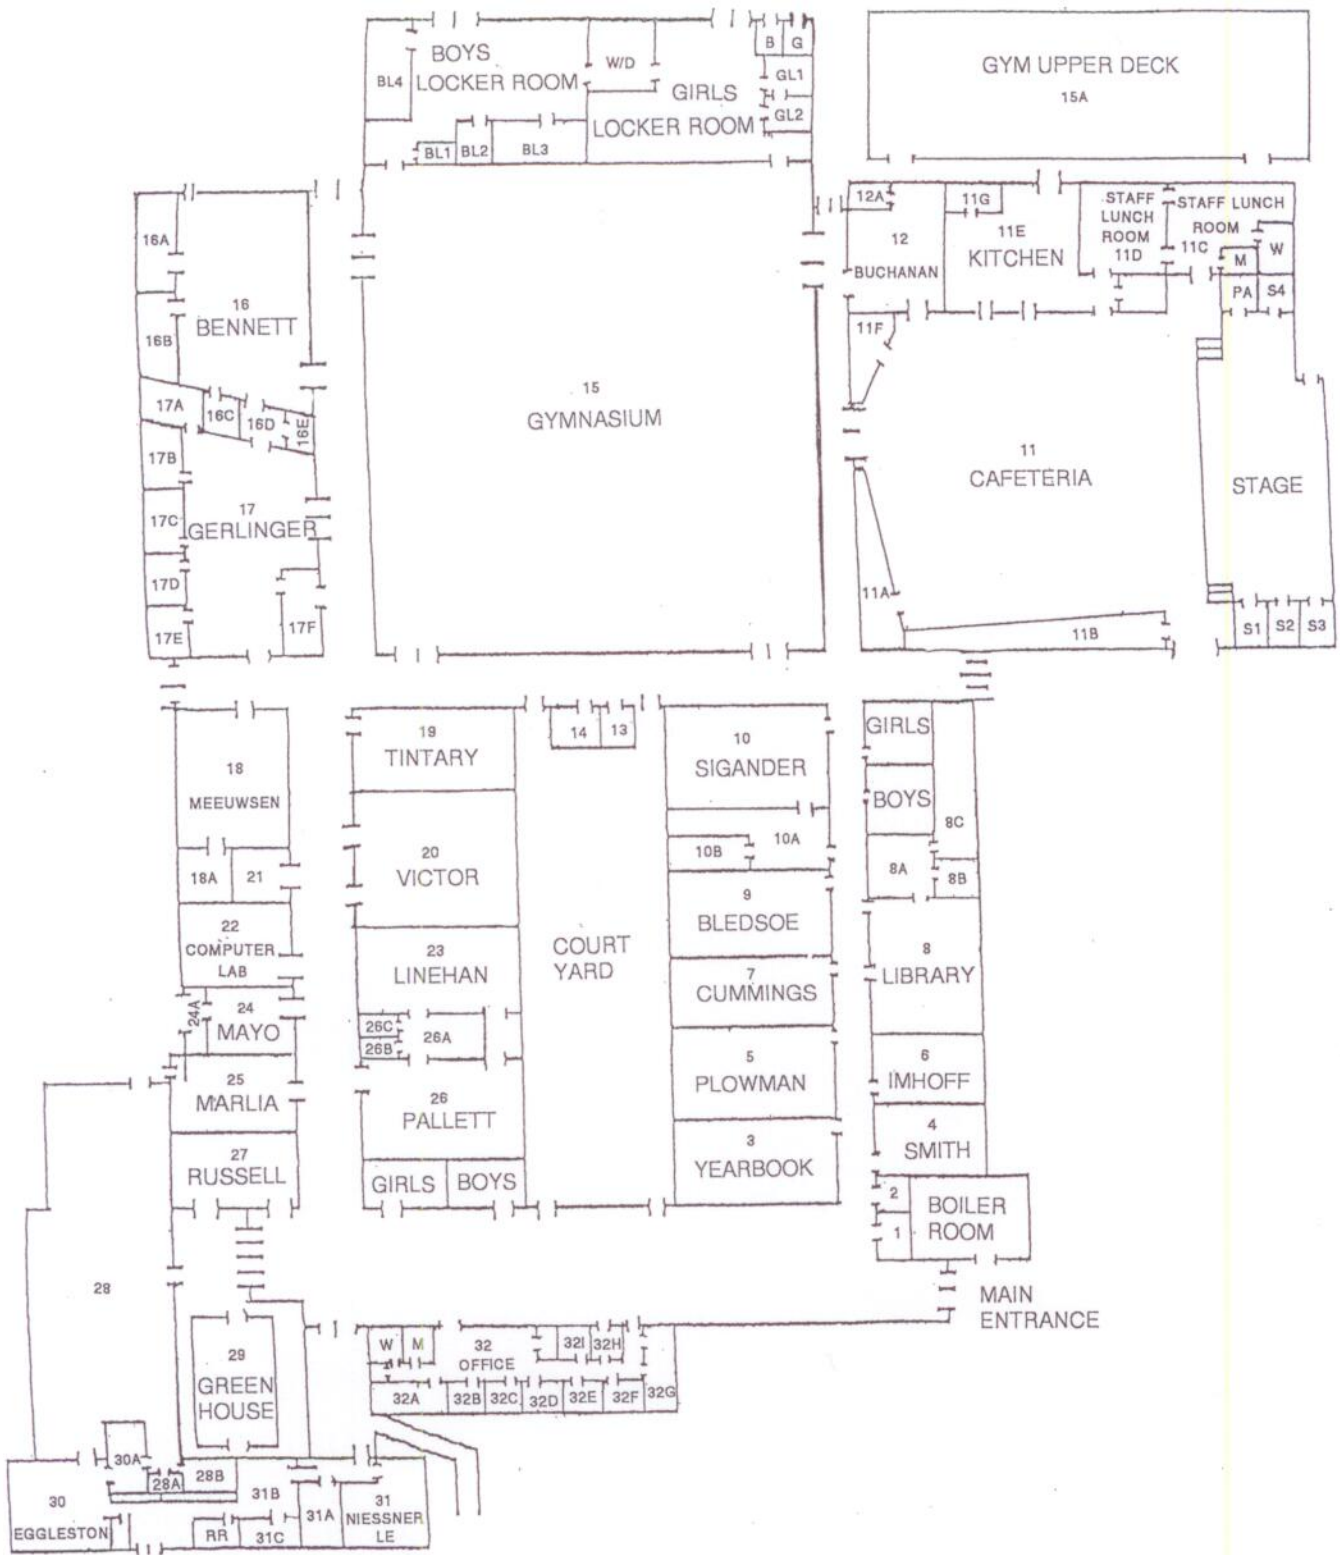 BOYS
LOCKER ROOM
BL4
W/D
GIRLS
LOCKER ROOM
B
G
GL1
GL2
BL1
BL2
BL3
GYM UPPER DECK
15A
16A
16
BENNETT
16B
17A
16C
16D
16E
17B
17C
17
GERLINGER
17D
17E
17F
15
GYMNASIUM
12A
12
BUCHANAN
11G
11E
KITCHEN
STAFF
LUNCH
ROOM
11D
STAFF LUNCH
ROOM
11C
M
W
PA
S4
11F
11
CAFETERIA
STAGE
11A
11B
S1
S2
S3
18
MEEUWSEN
18A
21
22
COMPUTER
LAB
24A
24
MAYO
25
MARLIA
27
RUSSELL
19
TINTARY
20
VICTOR
23
LINEHAN
26C
26B
26A
26
PALLETT
GIRLS
BOYS
14
13
COURT
YARD
10
SIGANDER
10A
10B
9
BLEDSOE
7
CUMMINGS
5
PLOWMAN
3
YEARBOOK
GIRLS
BOYS
8C
8A
8B
8
LIBRARY
6
IMHOFF
4
SMITH
2
1
BOILER
ROOM
MAIN
ENTRANCE
28
29
GREEN
HOUSE
W
M
32
OFFICE
32I
32H
32A
32B
32C
32D
32E
32F
32G
30A
28A
28B
30
EGGLESTON
31B
RR
31C
31A
31
NIESSNER
LE